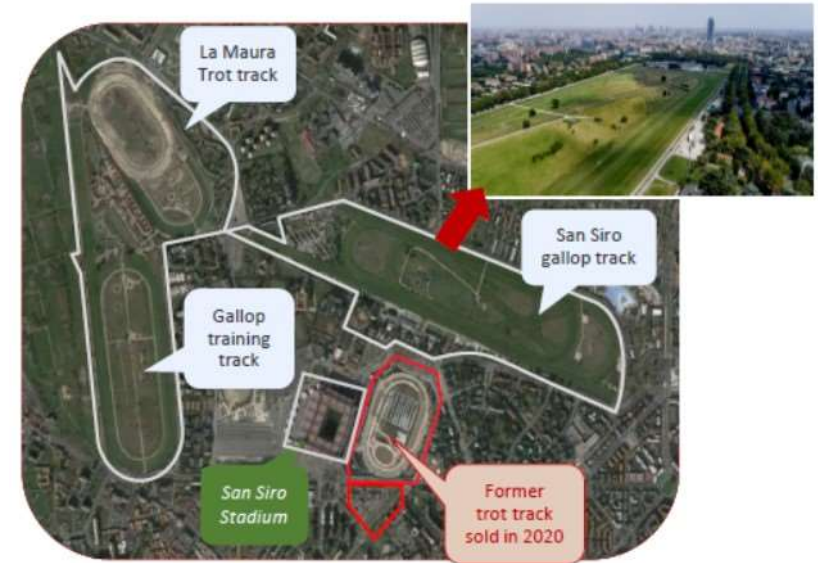 La Maura
Trot track
San Siro
gallop track
Gallop
training
track
San Siro
Stadium
Former
trot track
sold in 2020